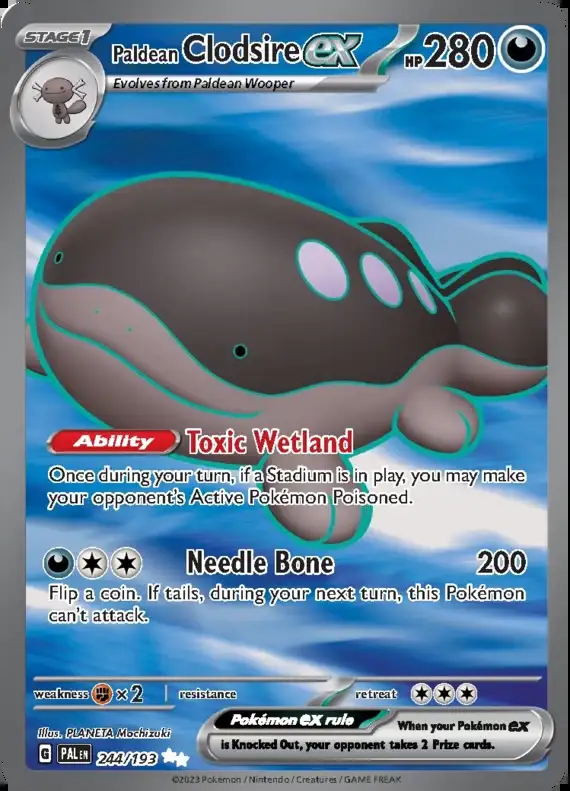 STAGE1
Paldean Clodsire ex HP 280
Evolves from Paldean Wooper
Ability Toxic Wetland
Once during your turn, if a Stadium is in play, you may make
your opponent's Active Pokémon Poisoned.
Needle Bone 200
Flip a coin. If tails, during your next turn, this Pokémon
can't attack.
weakness ×2 resistance retreat
Illus. PLANETA Mochizuki
Pokémon ex rule When your Pokémon ex
is Knocked Out, your opponent takes 2 Prize cards.
G PAL EN 244/193
©2023 Pokémon / Nintendo / Creatures / GAME FREAK